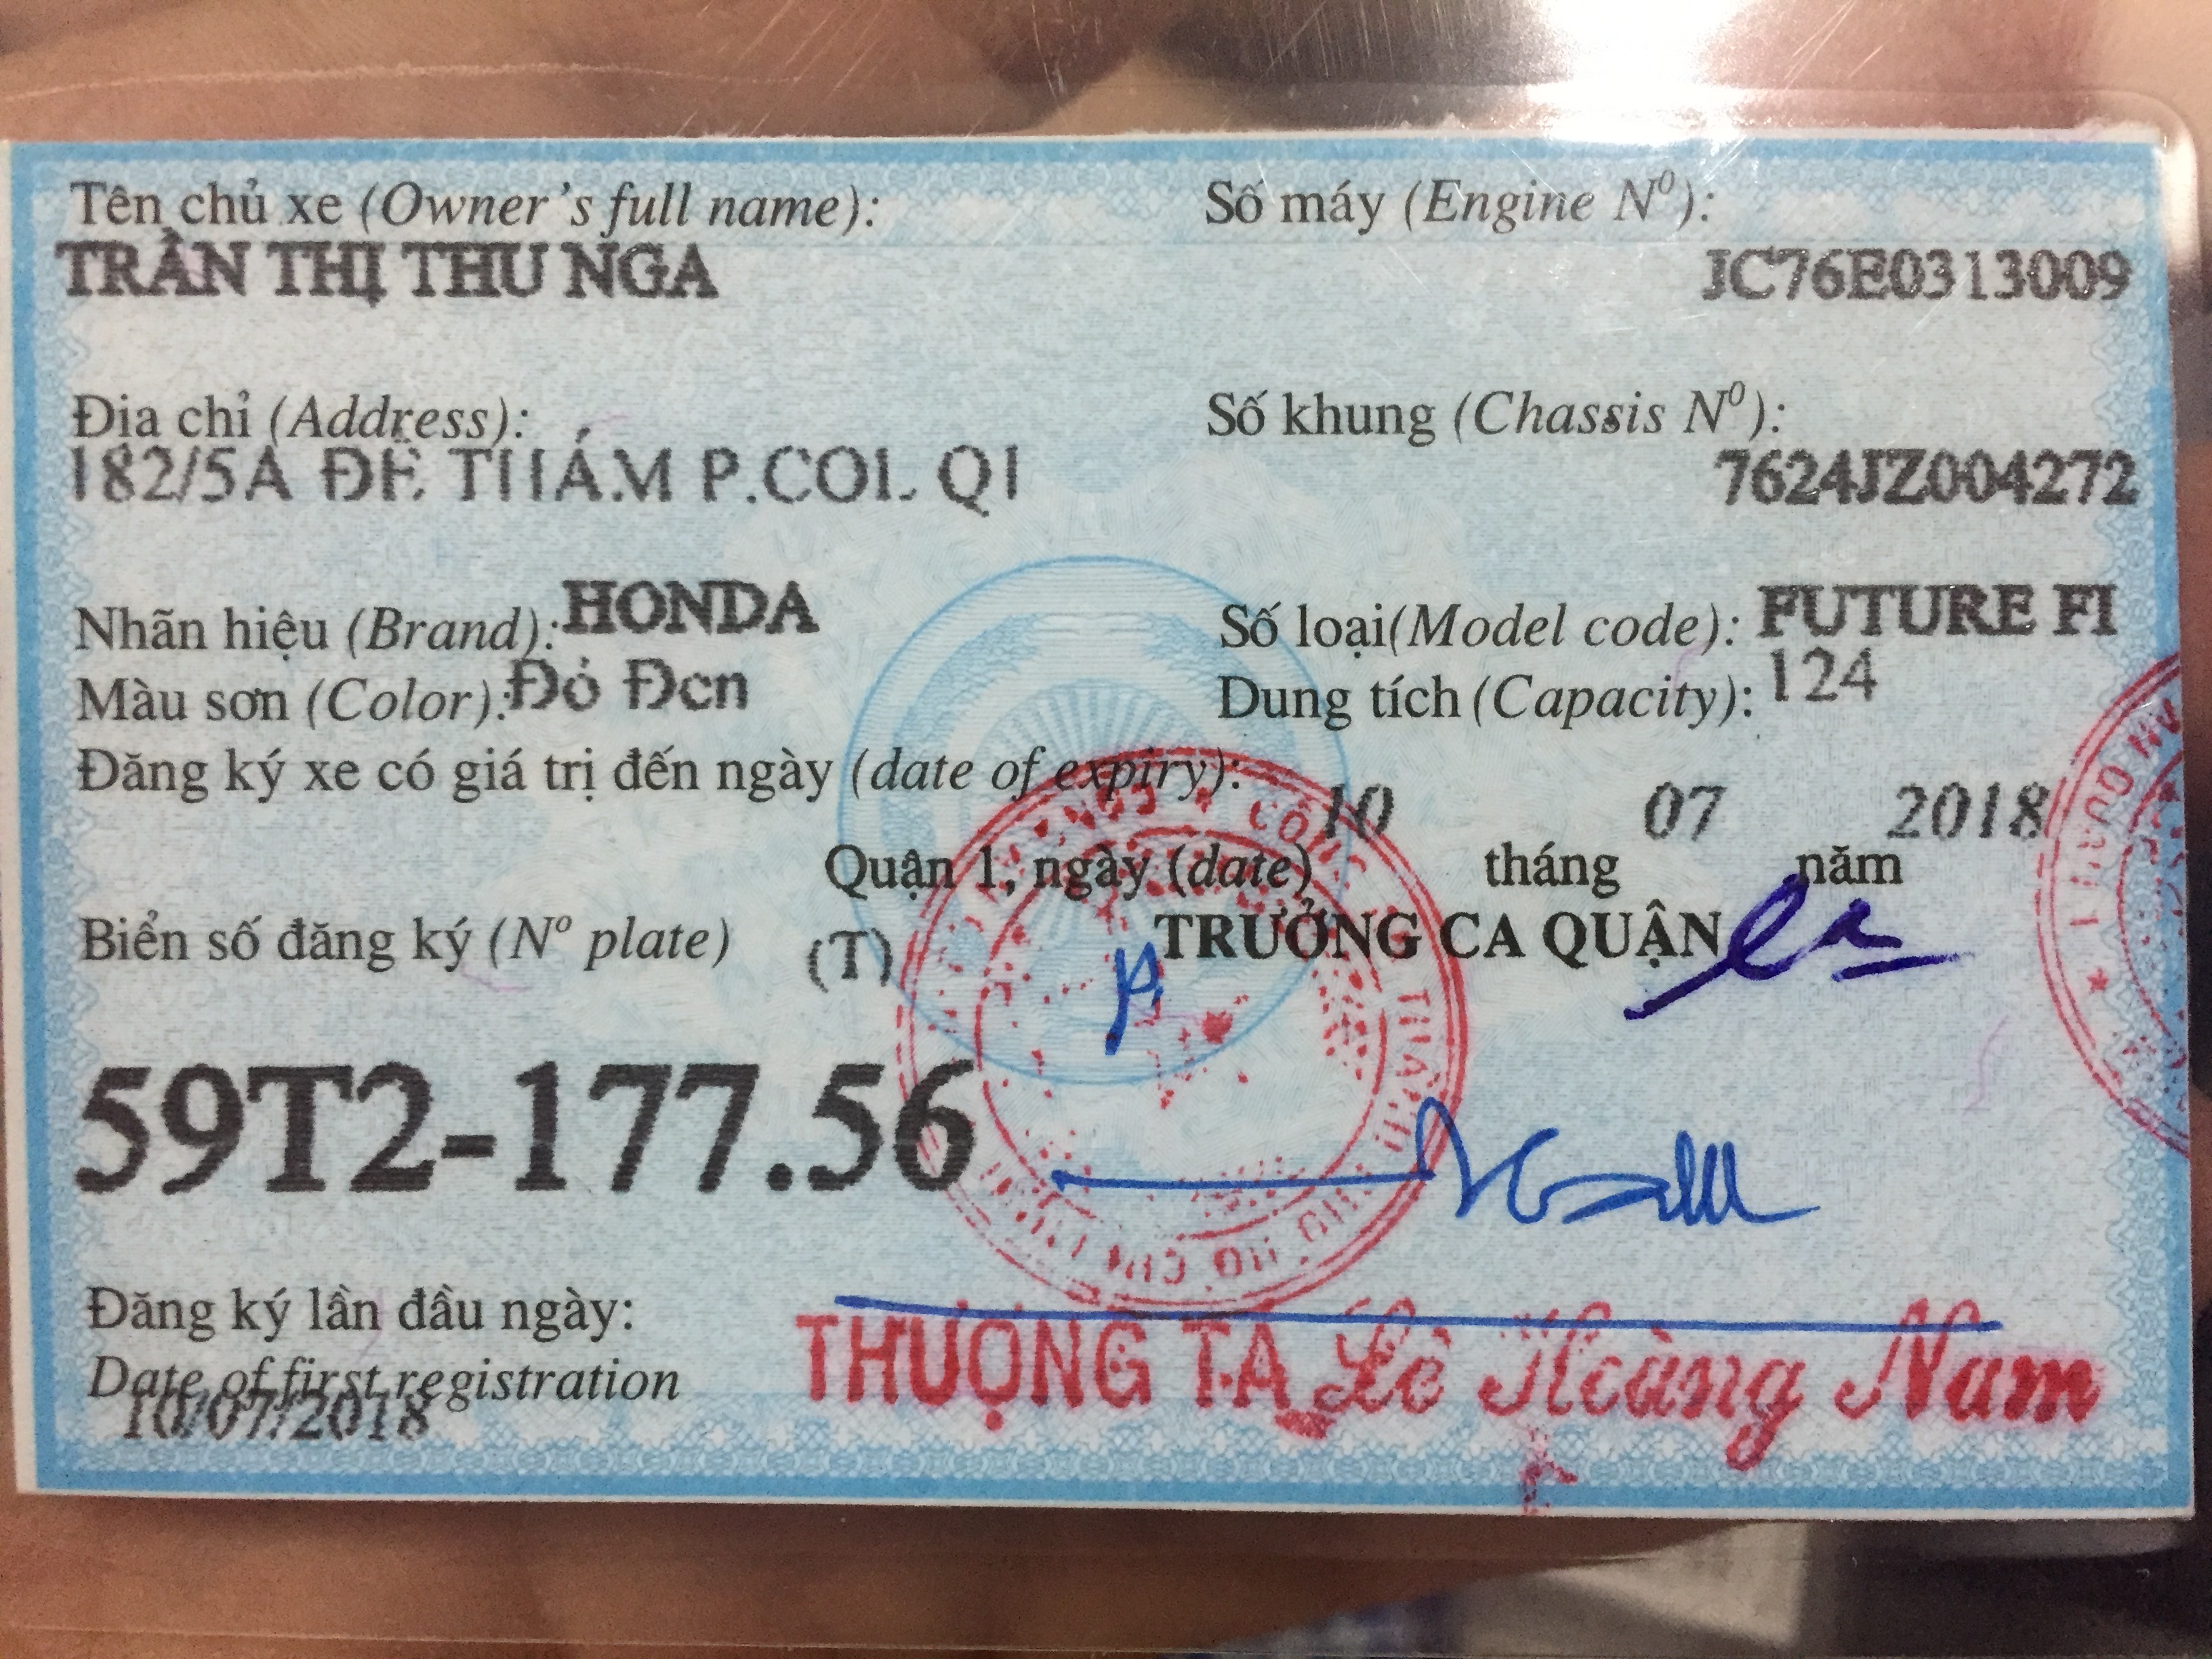 Tên chủ xe (Owner's full name):
TRẦN THỊ THU NGA
Số máy (Engine Nº):
JC76E0313009
Địa chỉ (Address):
182/5A ĐỀ THÁM P.COL Q1
Số khung (Chassis Nº):
7624JZ004272
Nhãn hiệu (Brand): HONDA
Số loại (Model code): FUTURE FI
Màu sơn (Color): Đỏ Đen
Dung tích (Capacity): 124
Đăng ký xe có giá trị đến ngày (date of expiry):
Quận 1, ngày (date) 10 tháng 07 năm 2018
Biển số đăng ký (Nº plate) (T)
TRƯỞNG CA QUẬN
59T2-177.56
Đăng ký lần đầu ngày:
Date of first registration
10/07/2018
THƯỢNG TÁ Lê Hoàng Nam